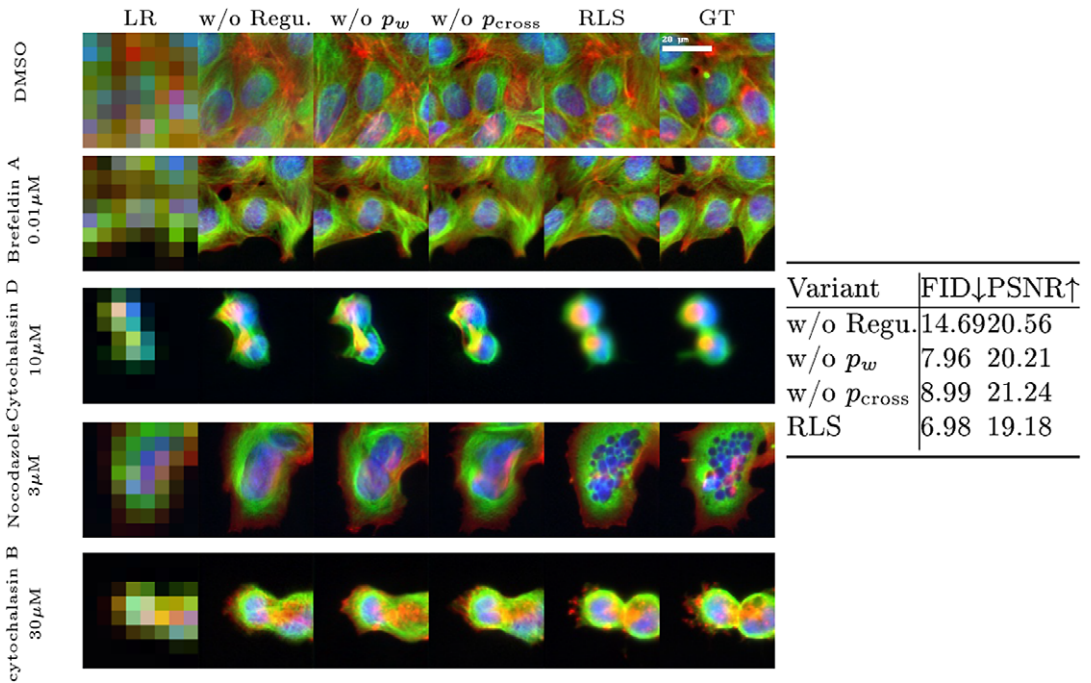 LR w/o Regu. w/o p_w w/o p_cross RLS GT
DMSO
20 μm
Brefeldin A
0.01μM
Cytochalasin D
10μM
Nocodazole
3μM
cytochalasin B
30μM
Variant FID↓ PSNR↑
w/o Regu. 14.69 20.56
w/o p_w 7.96 20.21
w/o p_cross 8.99 21.24
RLS 6.98 19.18